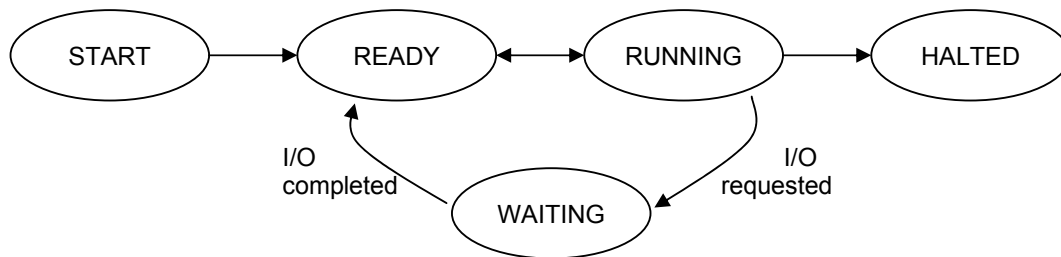 START
READY
RUNNING
HALTED
I/O
completed
I/O
requested
WAITING